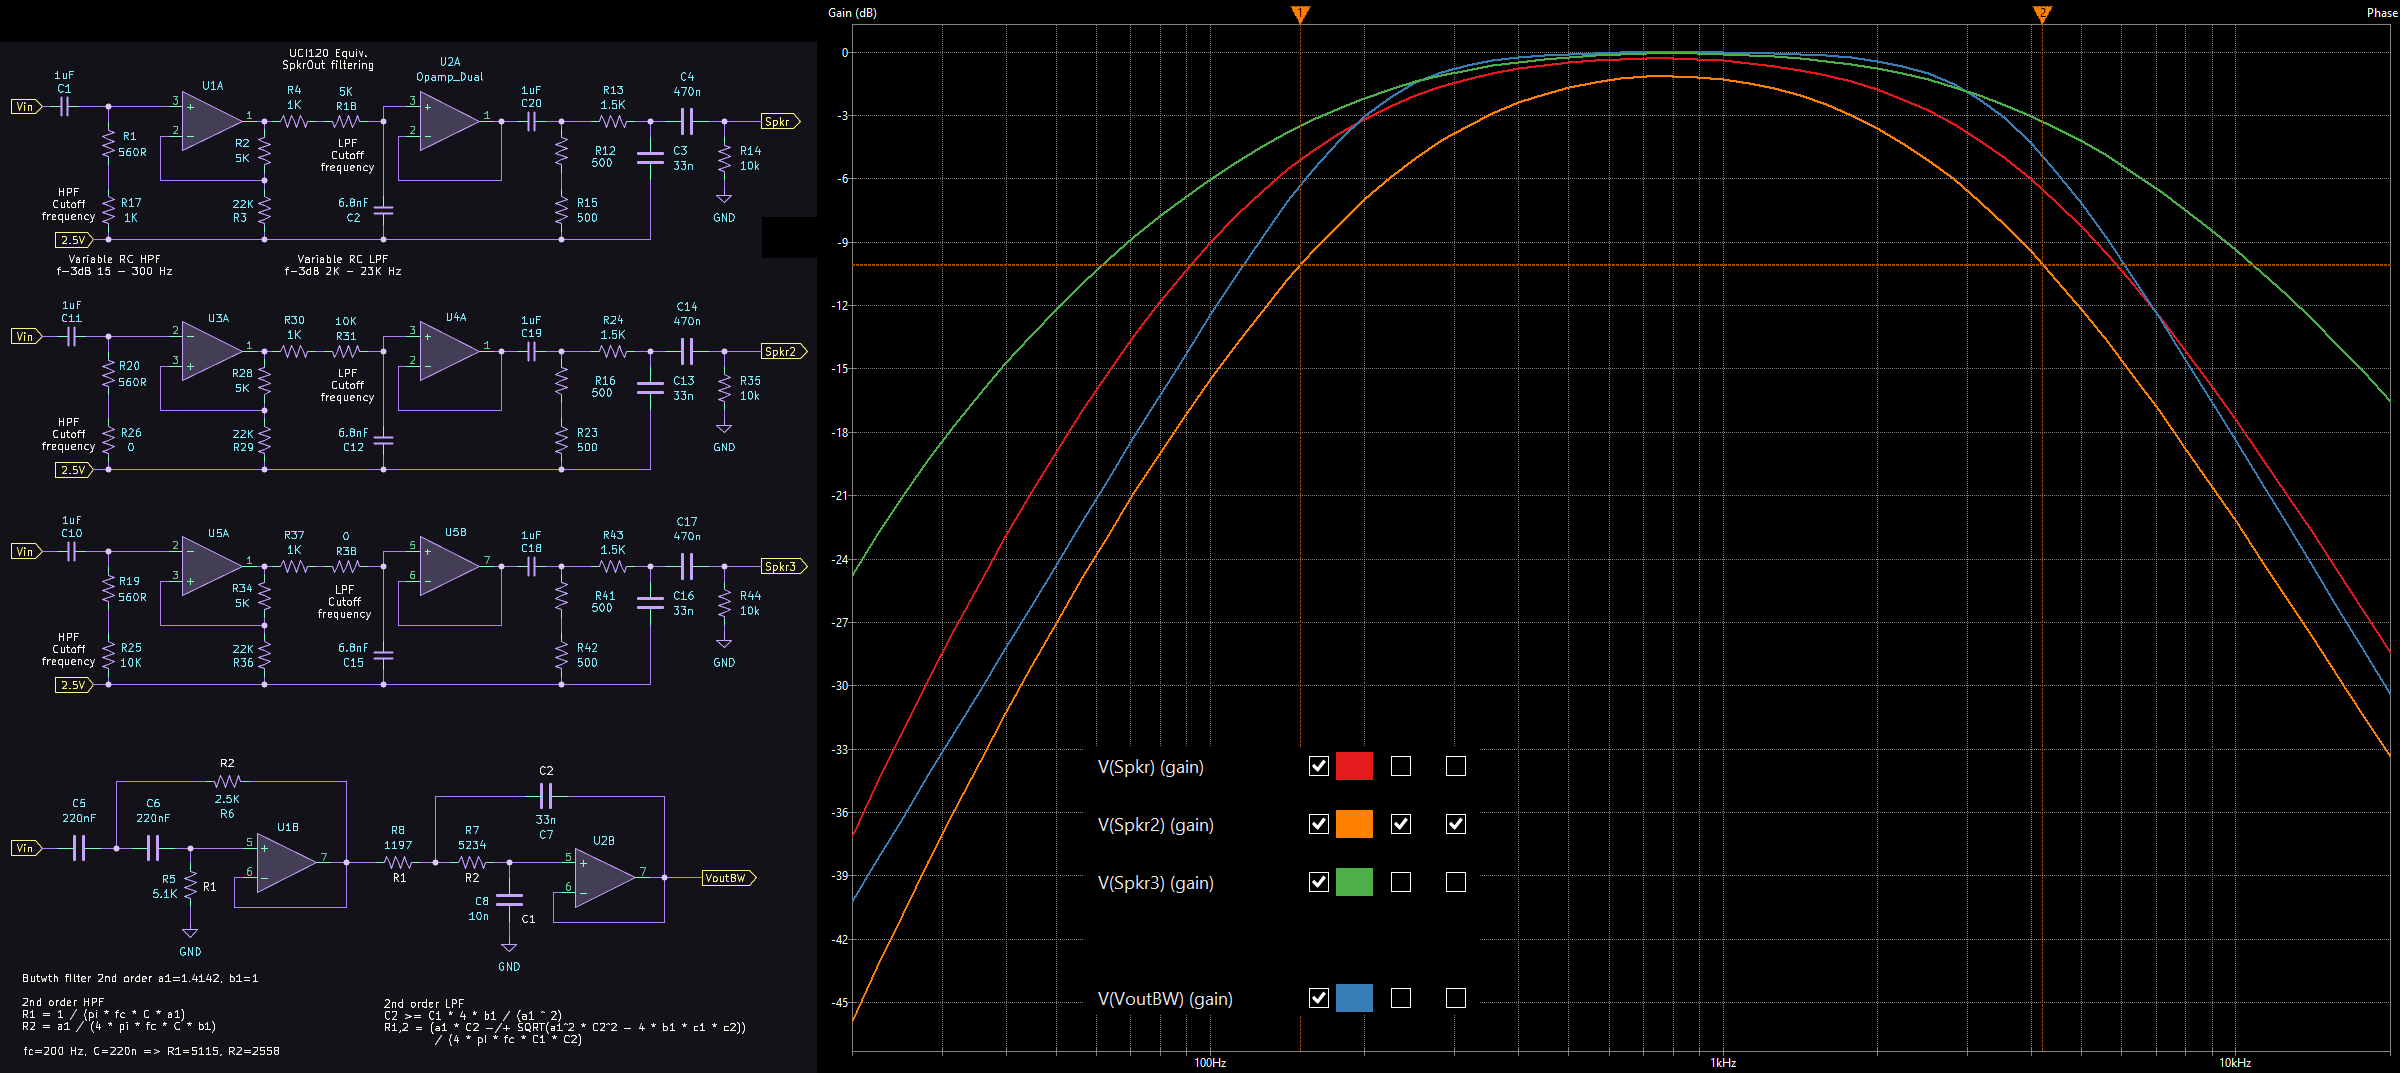 UCI120 Equiv.
SpkrOut filtering
1uF
C1
Vin
R1
560R
HPF
Cutoff
frequency
R17
1K
2.5V
Variable RC HPF
f-3dB 15 - 300 Hz
U1A
3
2
1
R2
5K
22K
R3
R4
1K
5K
R18
LPF
Cutoff
frequency
6.8nF
C2
Variable RC LPF
f-3dB 2K - 23K Hz
U2A
Opamp_Dual
3
2
1
1uF
C20
R12
500
R15
500
R13
1.5K
C3
33n
C4
470n
R14
10k
GND
Spkr
1uF
C11
Vin
R20
560R
HPF
Cutoff
frequency
R26
0
2.5V
U3A
2
3
1
R28
5K
22K
R29
R30
1K
10K
R31
LPF
Cutoff
frequency
6.8nF
C12
U4A
3
2
1
1uF
C19
R16
500
R23
500
R24
1.5K
C13
33n
C14
470n
R35
10k
GND
Spkr2
1uF
C10
Vin
R19
560R
HPF
Cutoff
frequency
R25
10K
2.5V
U5A
2
3
1
R34
5K
22K
R36
R37
1K
0
R38
LPF
Cutoff
frequency
6.8nF
C15
U5B
5
6
7
1uF
C18
R41
500
R42
500
R43
1.5K
C16
33n
C17
470n
R44
10k
GND
Spkr3
Vin
C5
220nF
C6
220nF
R2
2.5K
R6
R5
5.1K
R1
GND
U1B
5
6
7
R8
1197
R1
R7
5234
R2
C2
33n
C7
C8
10n
C1
GND
U2B
5
6
7
VoutBW
Butwth filter 2nd order a1=1.4142, b1=1
2nd order HPF
R1 = 1 / (pi * fc * C * a1)
R2 = a1 / (4 * pi * fc * C * b1)
fc=200 Hz, C=220n => R1=5115, R2=2558
2nd order LPF
C2 >= C1 * 4 * b1 / (a1 ^ 2)
R1,2 = (a1 * C2 -/+ SQRT(a1^2 * C2^2 - 4 * b1 * c1 * c2))
/ (4 * pi * fc * C1 * C2)
Gain (dB)
Phase
1
2
0
-3
-6
-9
-12
-15
-18
-21
-24
-27
-30
-33
-36
-39
-42
-45
100Hz
1kHz
10kHz
V(Spkr) (gain)
V(Spkr2) (gain)
V(Spkr3) (gain)
V(VoutBW) (gain)